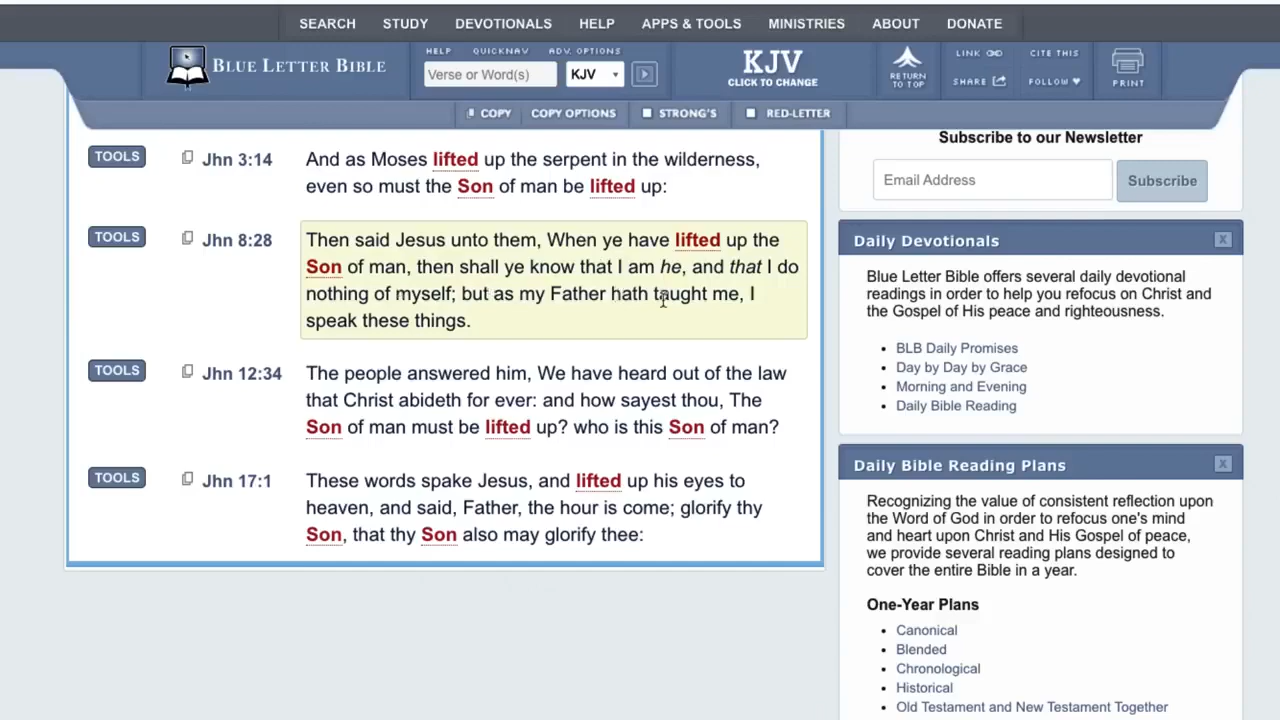 SEARCH STUDY DEVOTIONALS HELP APPS & TOOLS MINISTRIES ABOUT DONATE
BLUE LETTER BIBLE
HELP QUICKNAV ADV. OPTIONS
Verse or Word(s) KJV
KJV
CLICK TO CHANGE
RETURN
TO TOP
LINK CITE THIS
SHARE FOLLOW
PRINT
COPY COPY OPTIONS STRONG'S RED-LETTER
TOOLS Jhn 3:14 And as Moses lifted up the serpent in the wilderness,
even so must the Son of man be lifted up:
TOOLS Jhn 8:28 Then said Jesus unto them, When ye have lifted up the
Son of man, then shall ye know that I am he, and that I do
nothing of myself; but as my Father hath taught me, I
speak these things.
TOOLS Jhn 12:34 The people answered him, We have heard out of the law
that Christ abideth for ever: and how sayest thou, The
Son of man must be lifted up? who is this Son of man?
TOOLS Jhn 17:1 These words spake Jesus, and lifted up his eyes to
heaven, and said, Father, the hour is come; glorify thy
Son, that thy Son also may glorify thee:
Subscribe to our Newsletter
Email Address Subscribe
Daily Devotionals X
Blue Letter Bible offers several daily devotional
readings in order to help you refocus on Christ and
the Gospel of His peace and righteousness.
BLB Daily Promises
Day by Day by Grace
Morning and Evening
Daily Bible Reading
Daily Bible Reading Plans X
Recognizing the value of consistent reflection upon
the Word of God in order to refocus one's mind
and heart upon Christ and His Gospel of peace,
we provide several reading plans designed to
cover the entire Bible in a year.
One-Year Plans
Canonical
Blended
Chronological
Historical
Old Testament and New Testament Together